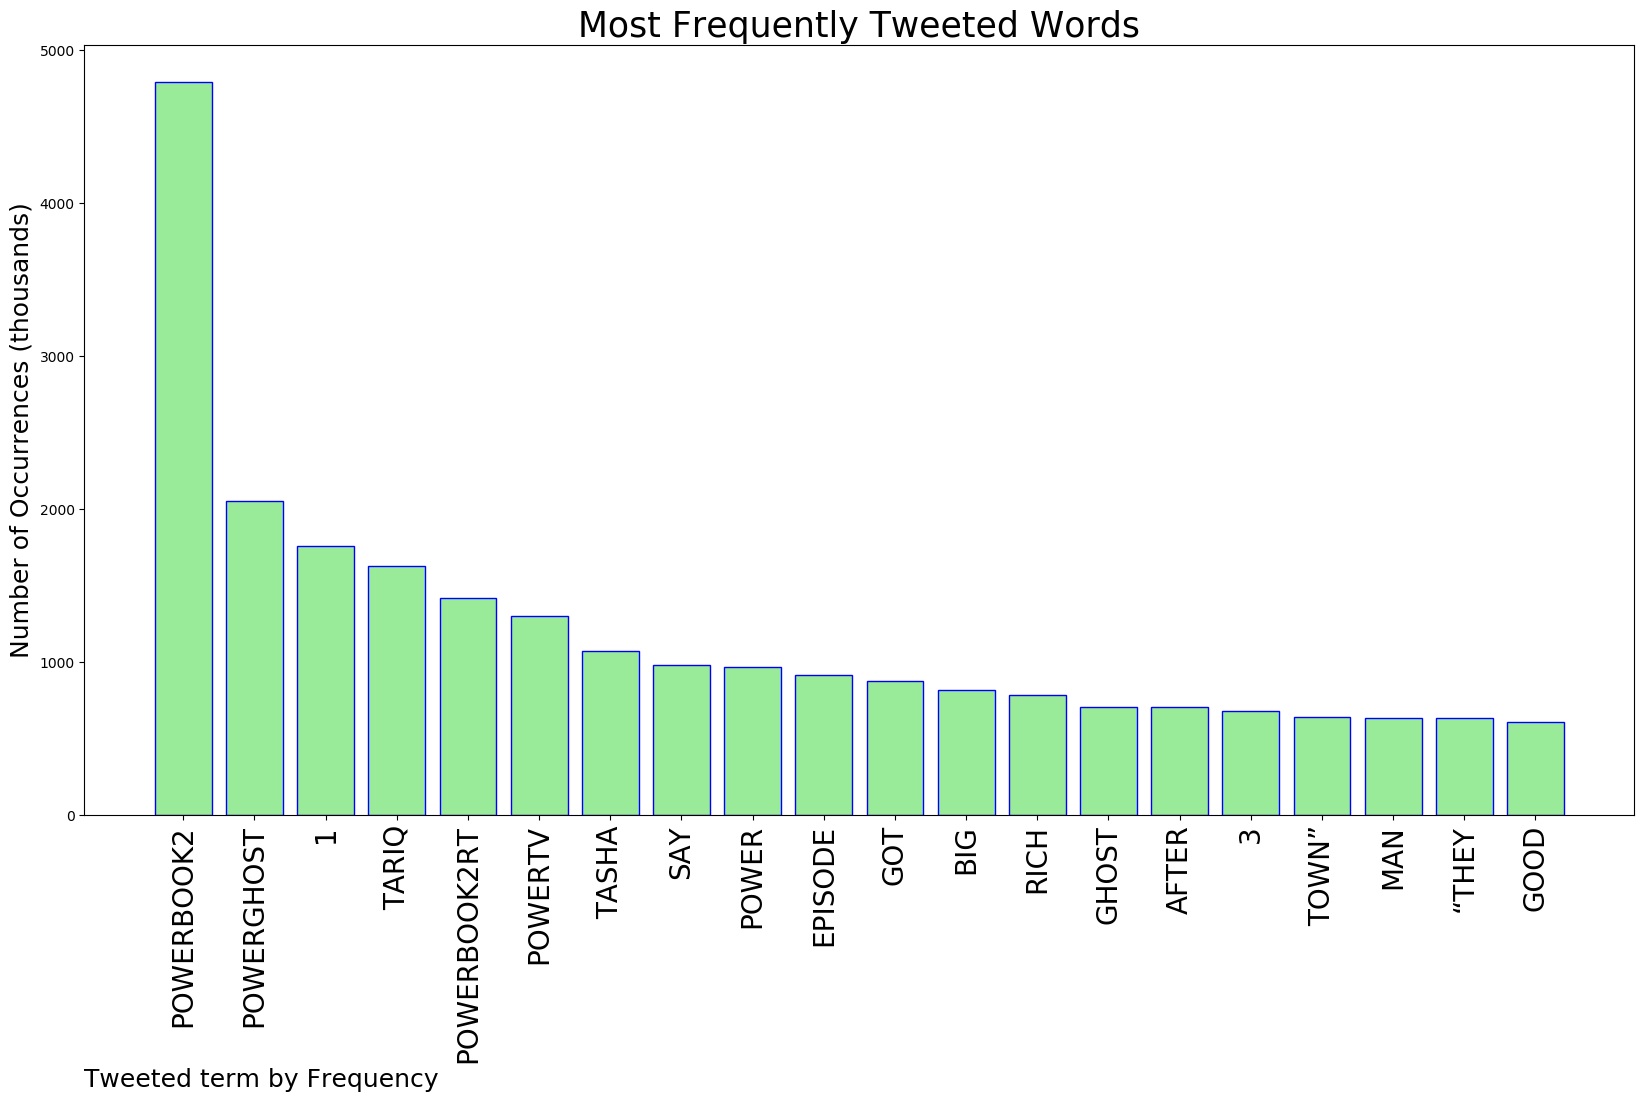 Most Frequently Tweeted Words
Number of Occurrences (thousands)
5000
4000
3000
2000
1000
0
POWERBOOK2
POWERGHOST
1
TARIQ
POWERBOOK2RT
POWERTV
TASHA
SAY
POWER
EPISODE
GOT
BIG
RICH
GHOST
AFTER
3
TOWN”
MAN
“THEY
GOOD
Tweeted term by Frequency